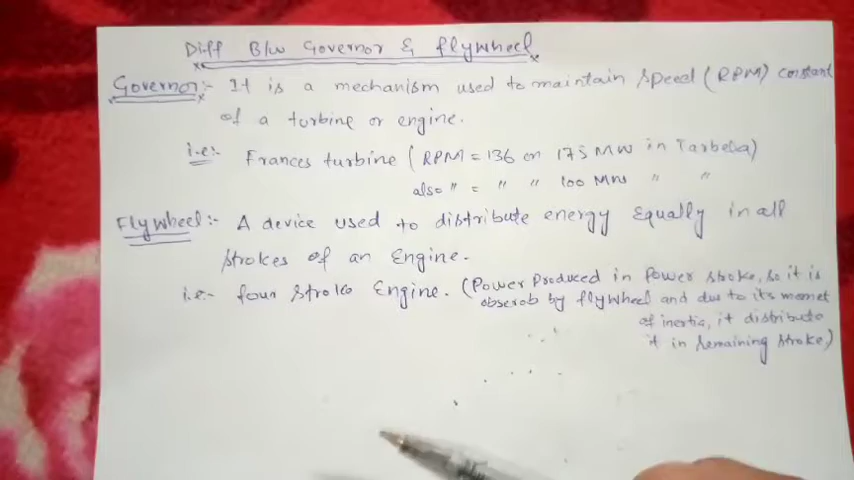 Diff B/w Governor & flywheel
Governor:- It is a mechanism used to maintain speed (RPM) constant
of a turbine or engine.
i.e:- Frances turbine (RPM = 136 on 175 MW in Tarbela)
also " = " " 100 MW " "
Flywheel:- A device used to distribute energy Equally in all
strokes of an Engine.
i.e:- four stroke Engine. (Power Produced in Power stroke, so it is
obserob by flywheel and due to its momet
of inertia, it distribute
it in remaining stroke)